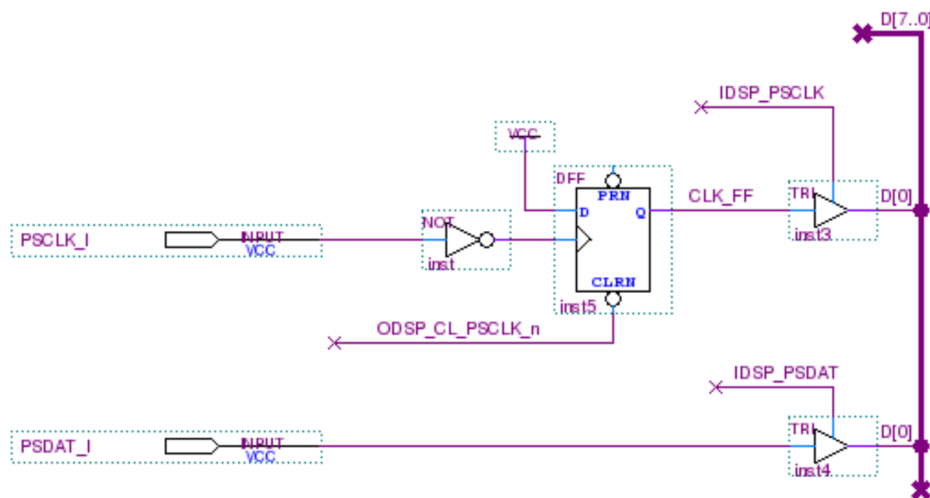 D[7..0]
IDSP_PSCLK
VCC
DFF
PRN
CLK_FF
TRI
D[0]
D
Q
NOT
PSCLK_I
INPUT
VCC
inst
inst3
CLRN
inst5
ODSP_CL_PSCLK_n
IDSP_PSDAT
TRI
D[0]
PSDAT_I
INPUT
VCC
inst4